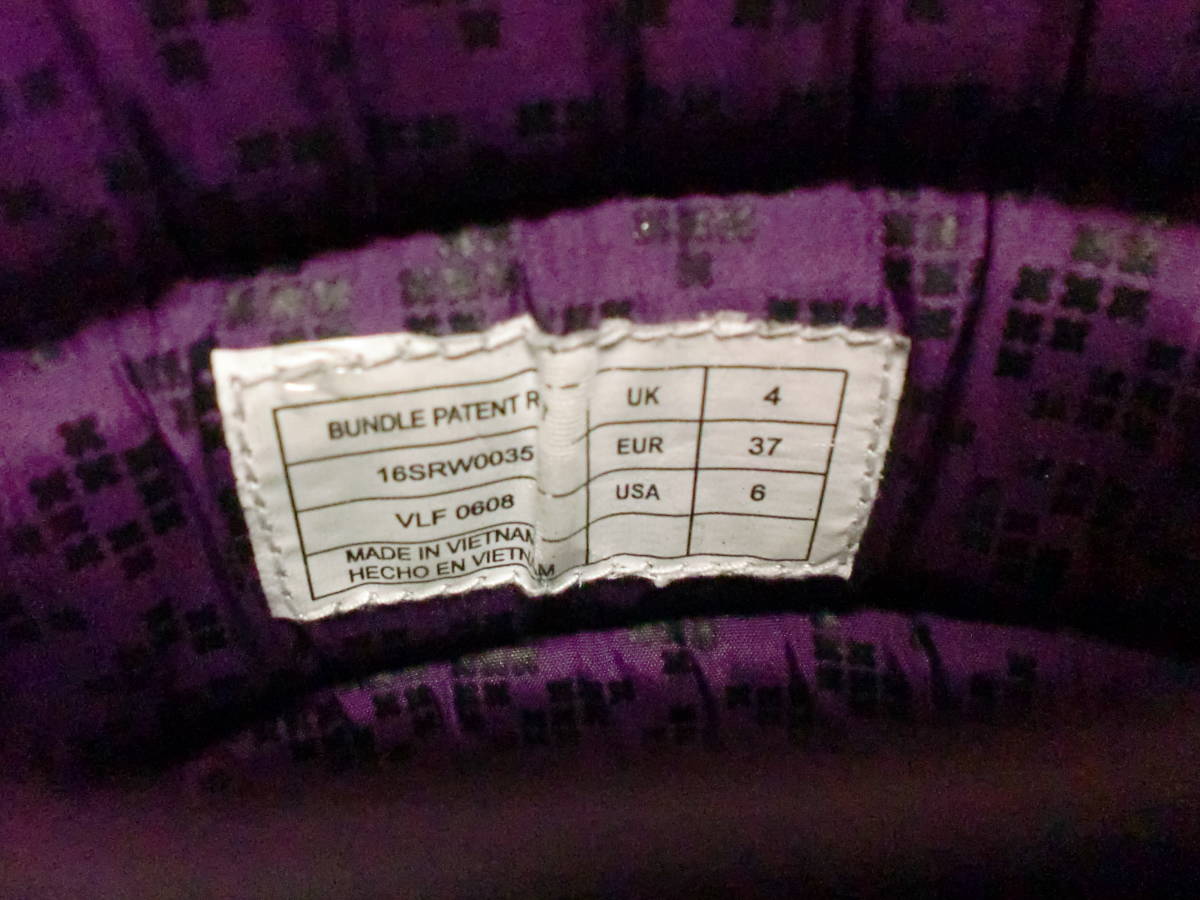 BUNDLE PATENT
16SRW0035
VLF 0608
MADE IN VIETNAM
HECHO EN VIETNAM
UK 4
EUR 37
USA 6